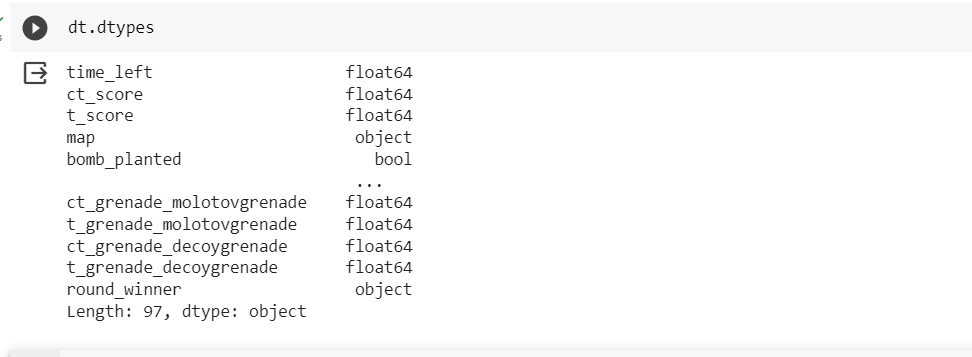 dt.dtypes
time_left float64
ct_score float64
t_score float64
map object
bomb_planted bool
...
ct_grenade_molotovgrenade float64
t_grenade_molotovgrenade float64
ct_grenade_decoygrenade float64
t_grenade_decoygrenade float64
round_winner object
Length: 97, dtype: object